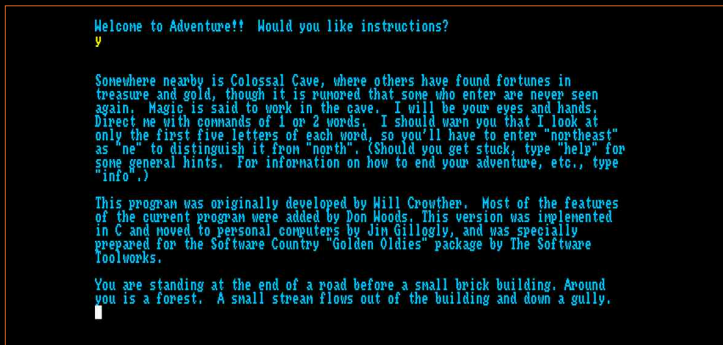 Welcome to Adventure!!  Would you like instructions?
y
Somewhere nearby is Colossal Cave, where others have found fortunes in
treasure and gold, though it is rumored that some who enter are never seen
again.  Magic is said to work in the cave.  I will be your eyes and hands.
Direct me with commands of 1 or 2 words.  I should warn you that I look at
only the first five letters of each word, so you'll have to enter "northeast"
as "ne" to distinguish it from "north". (Should you get stuck, type "help" for
some general hints.  For information on how to end your adventure, etc., type
"info".)
This program was originally developed by Will Crowther.  Most of the features
of the current program were added by Don Woods. This version was implemented
in C and moved to personal computers by Jim Gillogly, and was specially
prepared for the Software Country "Golden Oldies" package by The Software
Toolworks.
You are standing at the end of a road before a small brick building. Around
you is a forest.  A small stream flows out of the building and down a gully.